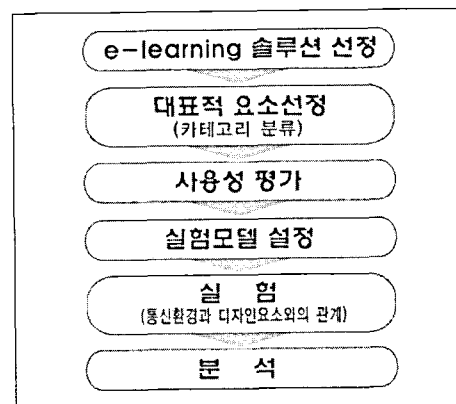 e-learning 솔루션 선정
대표적 요소선정
(카테고리 분류)
사용성 평가
실험모델 설정
실 험
(통신환경과 디자인요소와의 관계)
분 석